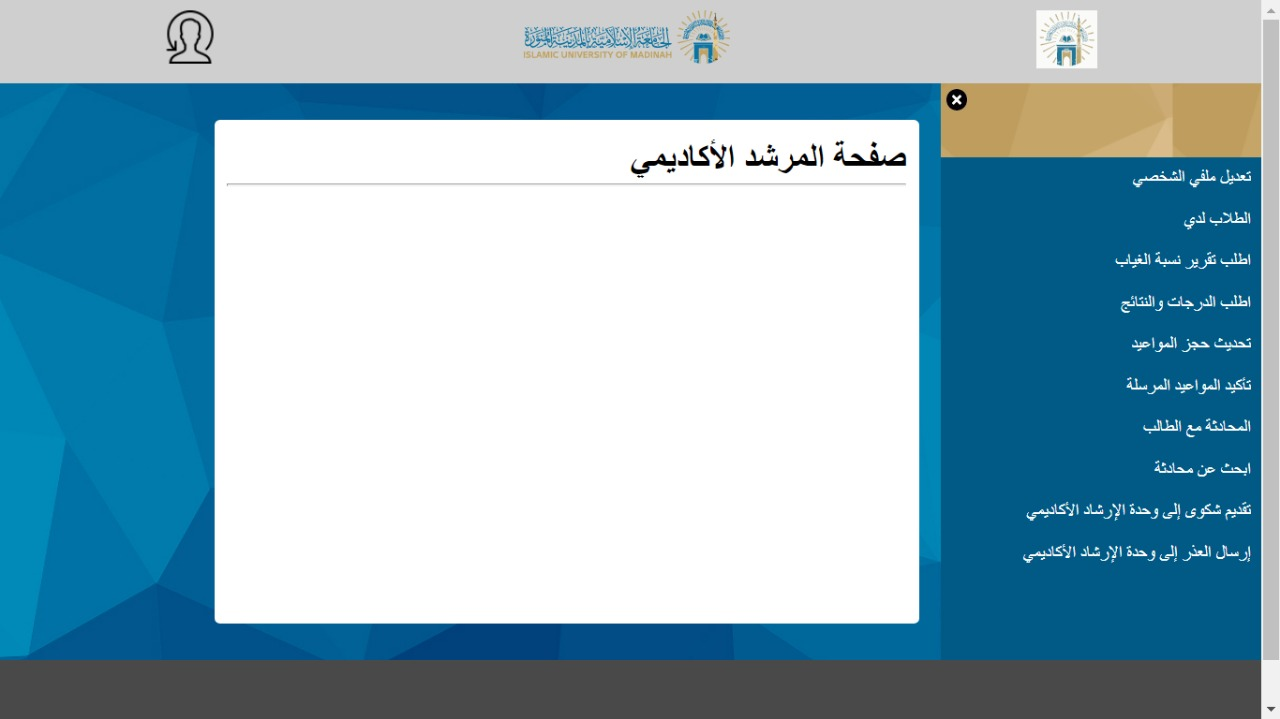 الجامعة الإسلامية بالمدينة المنورة
ISLAMIC UNIVERSITY OF MADINAH
صفحة المرشد الأكاديمي
تعديل ملفي الشخصي
الطلاب لدي
اطلب تقرير نسبة الغياب
اطلب الدرجات والنتائج
تحديث حجز المواعيد
تأكيد المواعيد المرسلة
المحادثة مع الطالب
ابحث عن محادثة
تقديم شكوى إلى وحدة الإرشاد الأكاديمي
إرسال العذر إلى وحدة الإرشاد الأكاديمي